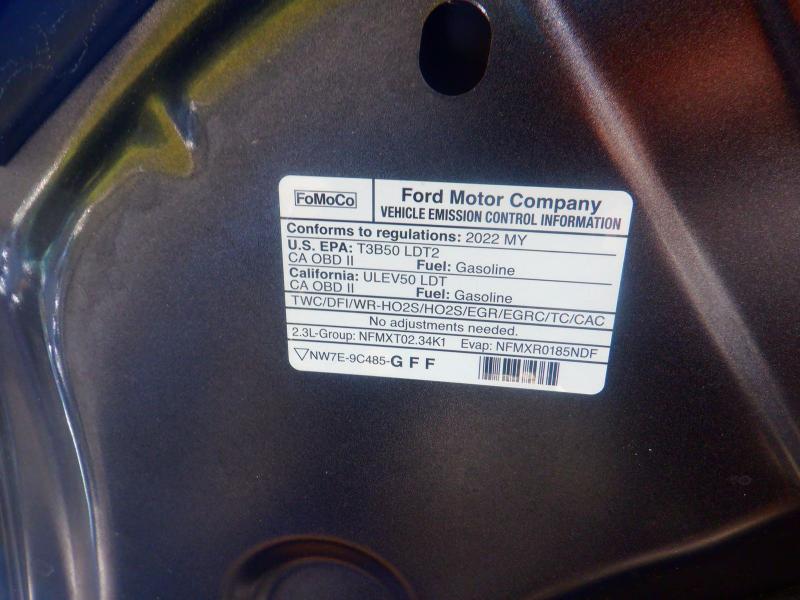 FoMoCo
Ford Motor Company
VEHICLE EMISSION CONTROL INFORMATION
Conforms to regulations: 2022 MY
U.S. EPA: T3B50 LDT2
CA OBD II Fuel: Gasoline
California: ULEV50 LDT
CA OBD II Fuel: Gasoline
TWC/DFI/WR-HO2S/HO2S/EGR/EGRC/TC/CAC
No adjustments needed.
2.3L-Group: NFMXT02.34K1 Evap: NFMXR0185NDF
NW7E-9C485-G F F